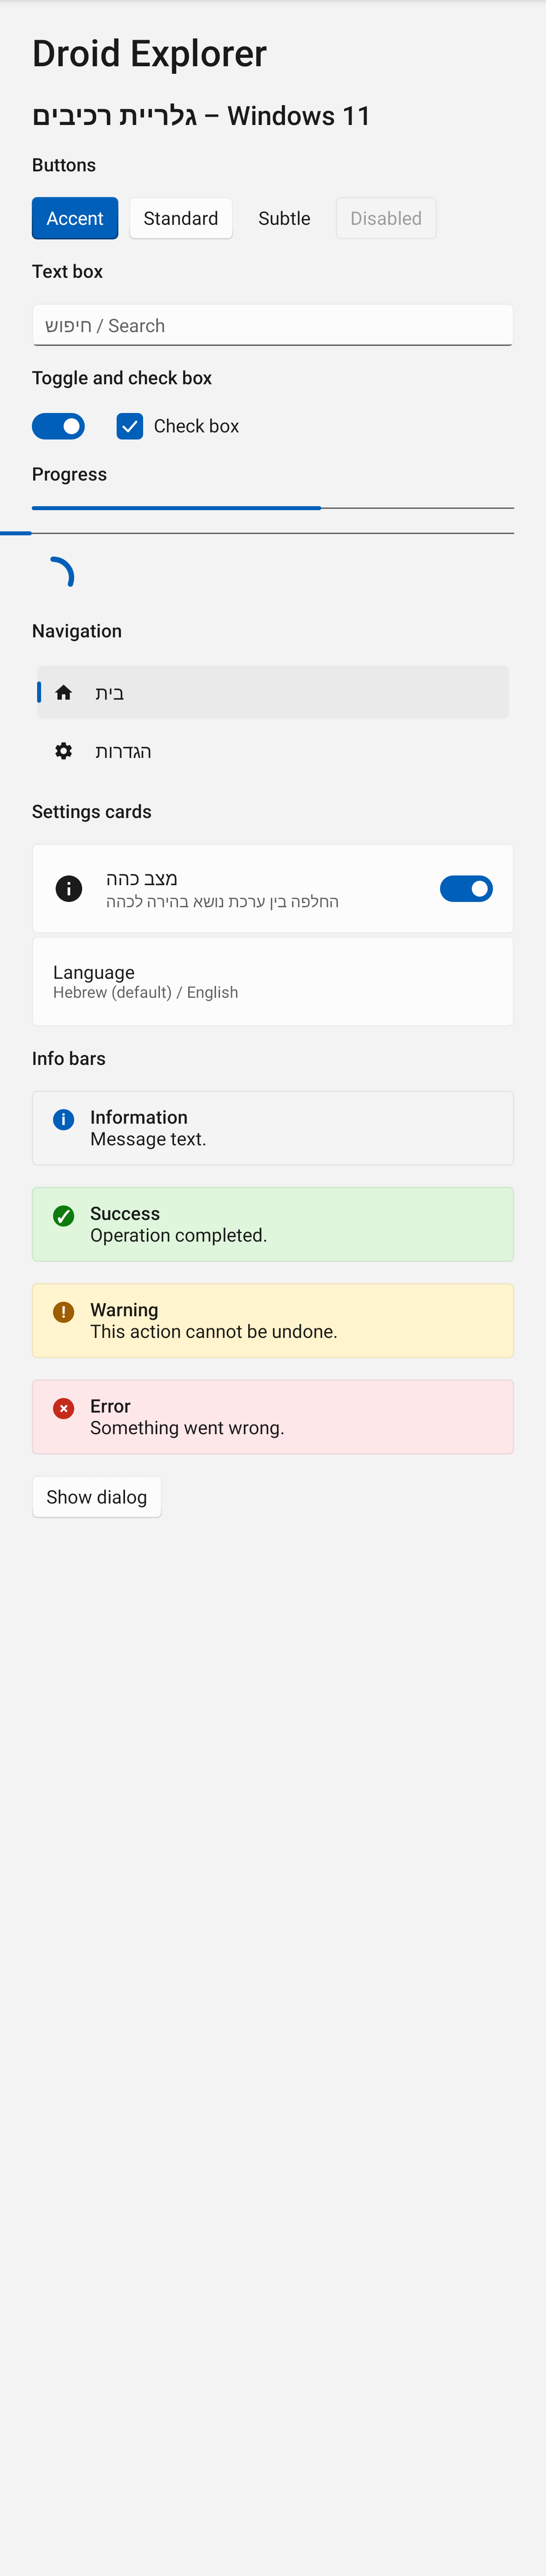 Droid Explorer
גלריית רכיבים – Windows 11
Buttons
Accent
Standard
Subtle
Disabled
Text box
חיפוש / Search
Toggle and check box
Check box
Progress
Navigation
בית
הגדרות
Settings cards
מצב כהה
החלפה בין ערכת נושא בהירה לכהה
Language
Hebrew (default) / English
Info bars
Information
Message text.
Success
Operation completed.
Warning
This action cannot be undone.
Error
Something went wrong.
Show dialog